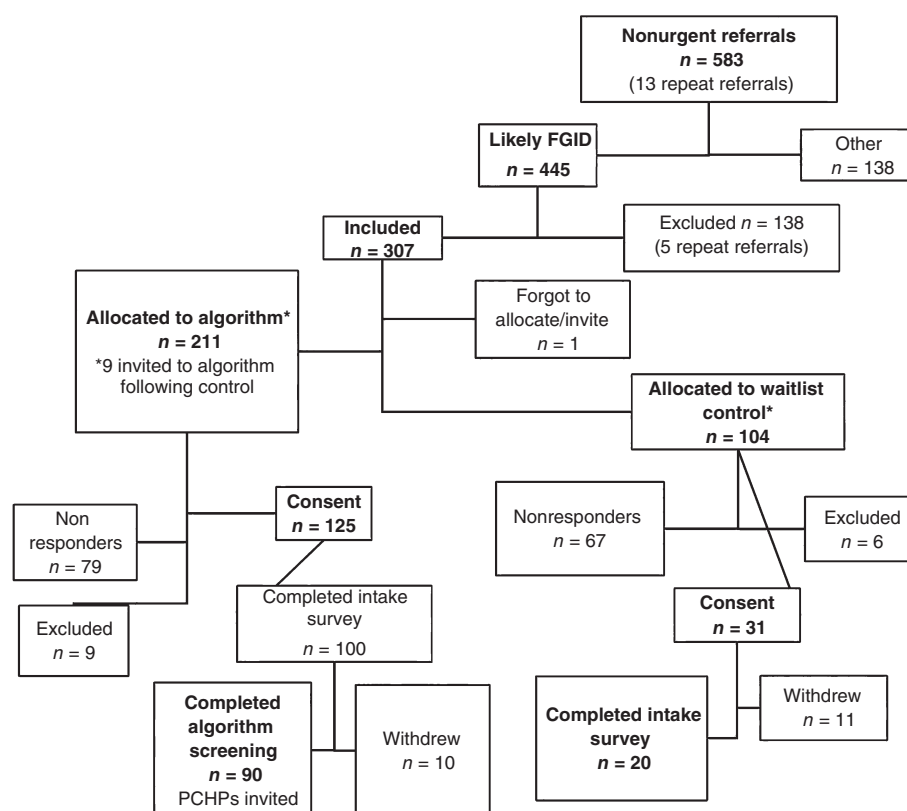 Nonurgent referrals
n = 583
(13 repeat referrals)
Likely FGID
n = 445
Other
n = 138
Included
n = 307
Excluded n = 138
(5 repeat referrals)
Allocated to algorithm*
n = 211
*9 invited to algorithm
following control
Forgot to
allocate/invite
n = 1
Allocated to waitlist
control*
n = 104
Non
responders
n = 79
Consent
n = 125
Nonresponders
n = 67
Excluded
n = 6
Excluded
n = 9
Completed intake
survey
n = 100
Consent
n = 31
Completed
algorithm
screening
n = 90
PCHPs invited
Withdrew
n = 10
Completed intake
survey
n = 20
Withdrew
n = 11